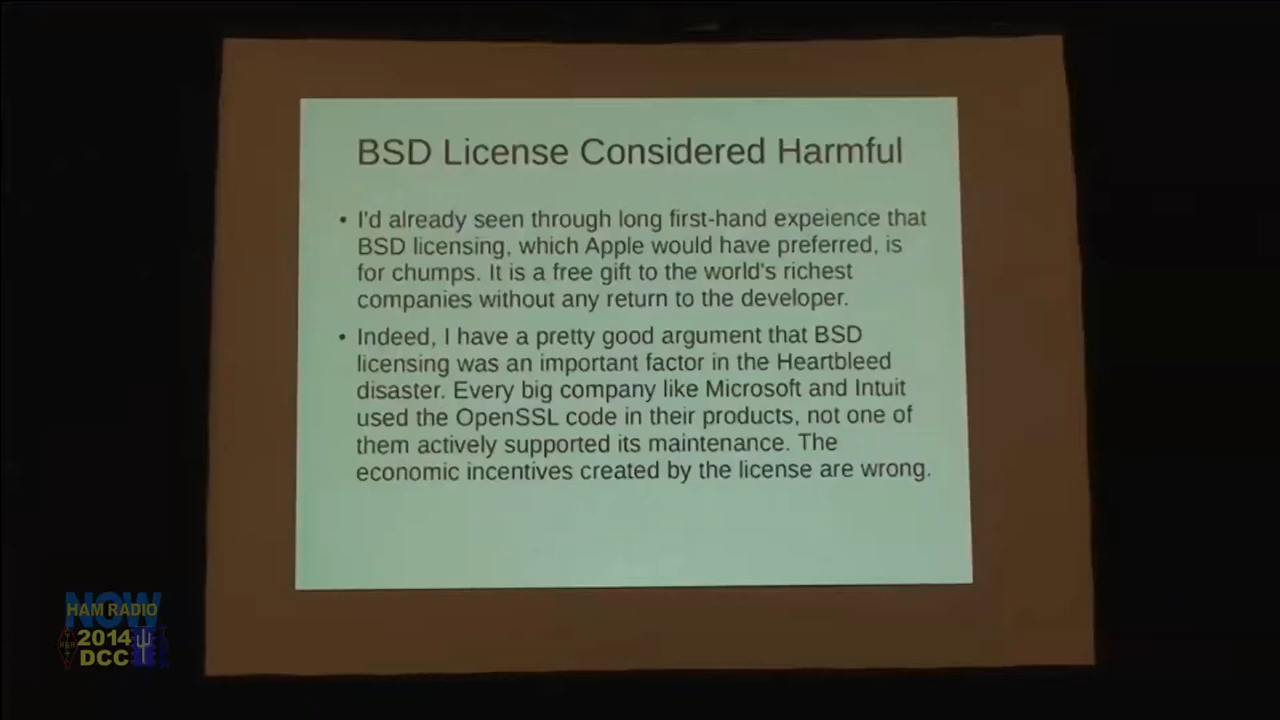 BSD License Considered Harmful
• I'd already seen through long first-hand expeience that
BSD licensing, which Apple would have preferred, is
for chumps. It is a free gift to the world's richest
companies without any return to the developer.
• Indeed, I have a pretty good argument that BSD
licensing was an important factor in the Heartbleed
disaster. Every big company like Microsoft and Intuit
used the OpenSSL code in their products, not one of
them actively supported its maintenance. The
economic incentives created by the license are wrong.
NOW
HAM RADIO
2014
DCC